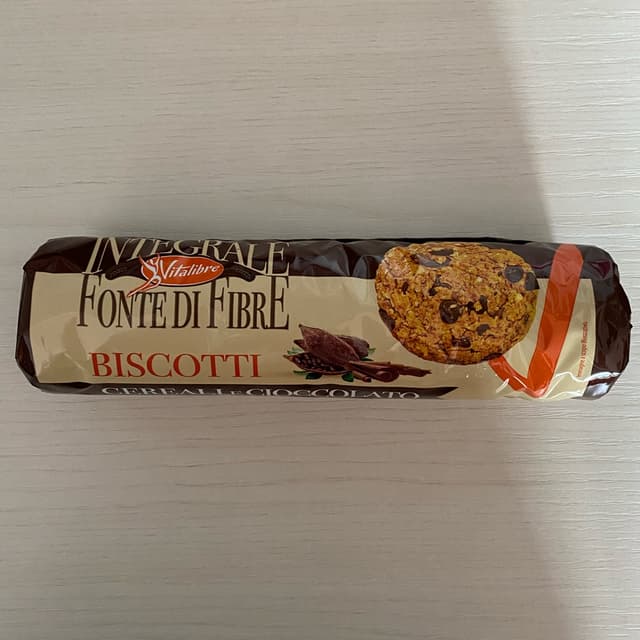 INTEGRALE
Vitalibre
FONTE DI FIBRE
BISCOTTI
CEREALI E CIOCCOLATO